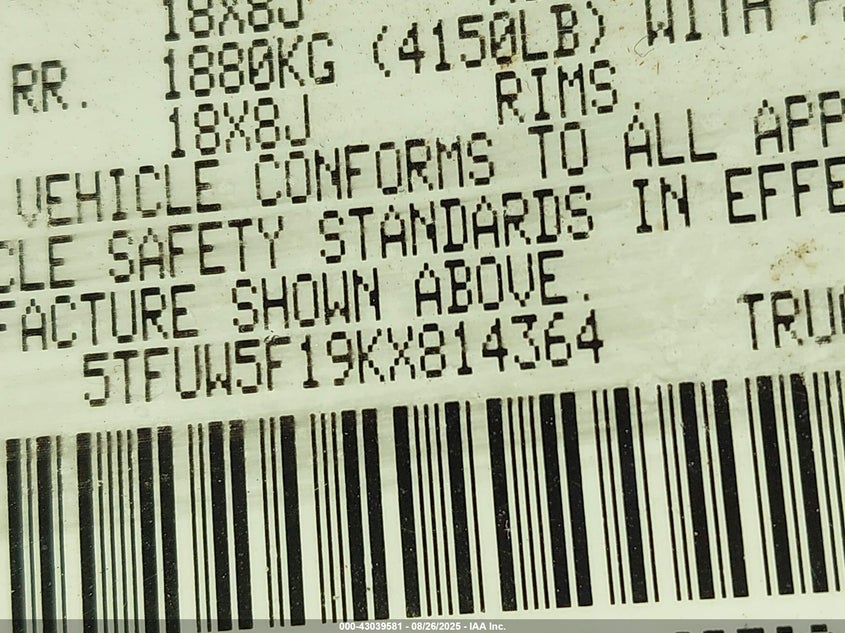 18X8J
1880KG (4150LB) WITH
RR.
18X8J RIMS
VEHICLE CONFORMS TO ALL APP
CLE SAFETY STANDARDS IN EFFE
FACTURE SHOWN ABOVE.
5TFUW5F19KX814364 TRU
000-43039581 - 08/26/2025 - IAA Inc.